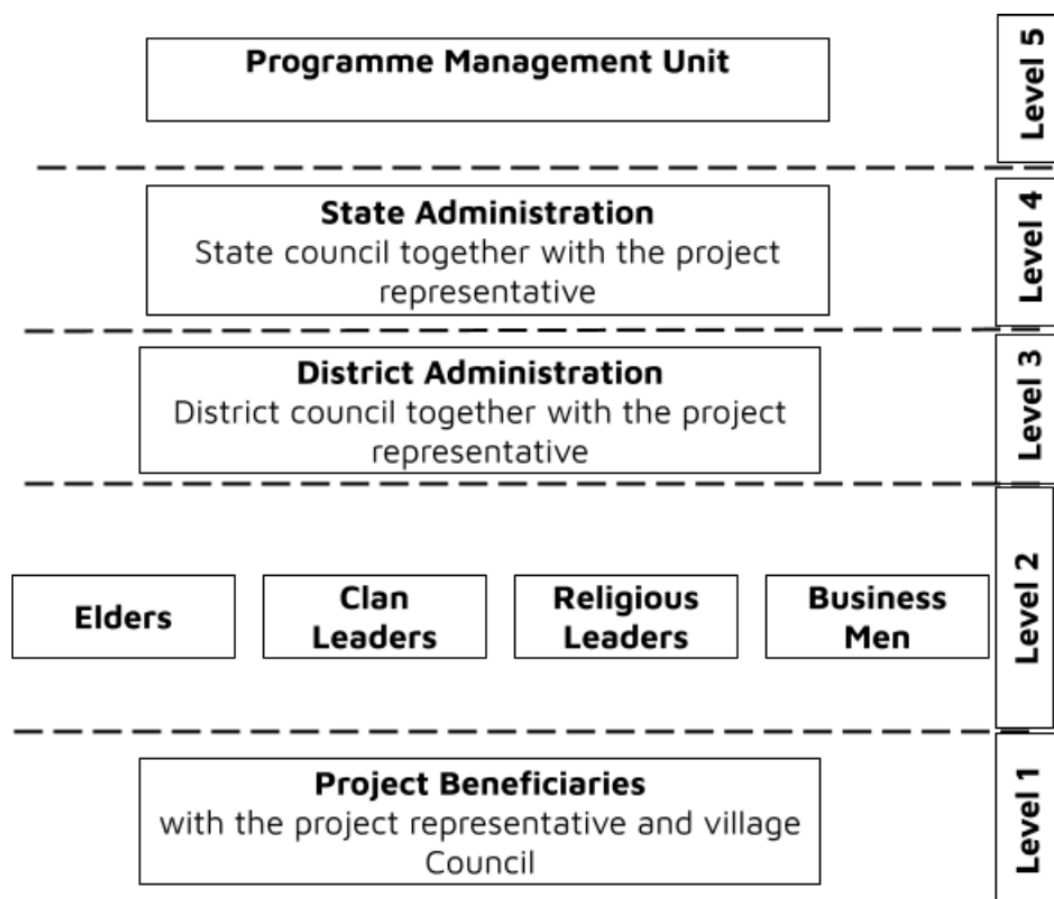 Programme Management Unit
Level 5
State Administration
State council together with the project
representative
Level 4
District Administration
District council together with the project
representative
Level 3
Elders
Clan
Leaders
Religious
Leaders
Business
Men
Level 2
Project Beneficiaries
with the project representative and village
Council
Level 1